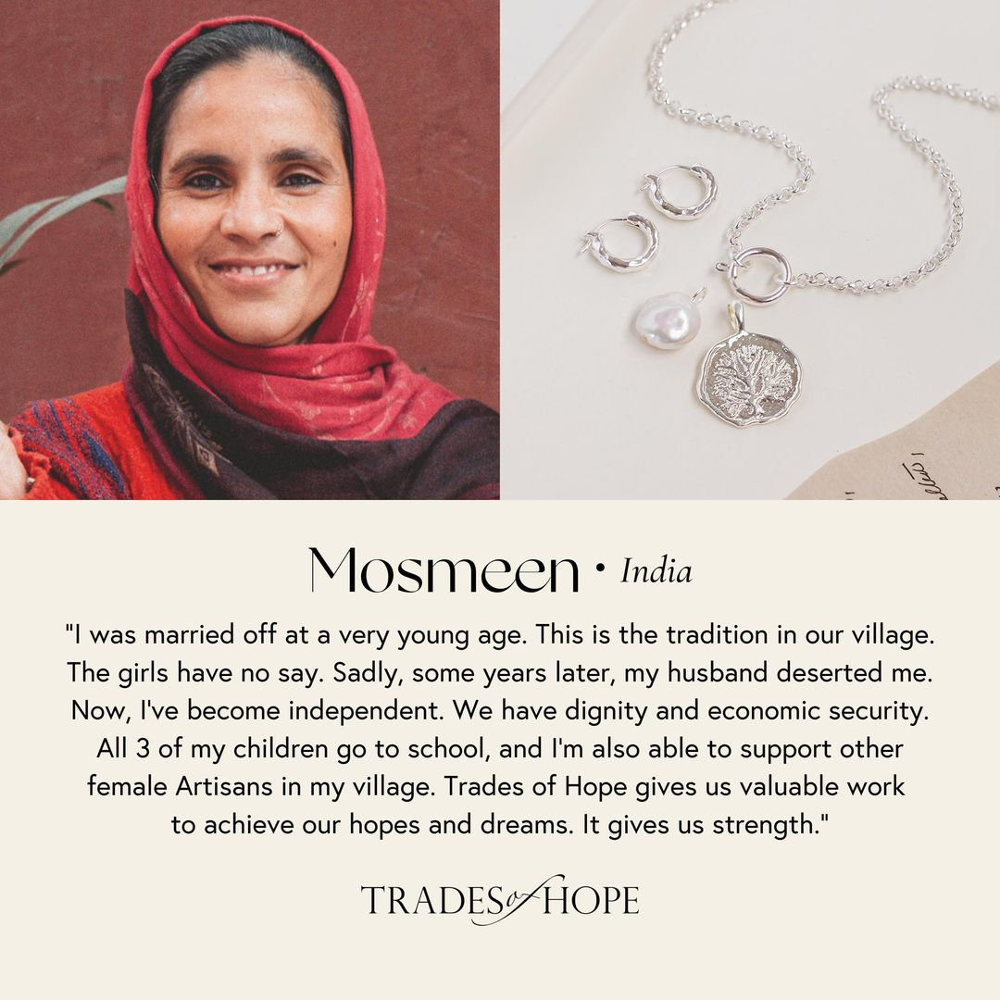 Mosmeen • India
"I was married off at a very young age. This is the tradition in our village.
The girls have no say. Sadly, some years later, my husband deserted me.
Now, I've become independent. We have dignity and economic security.
All 3 of my children go to school, and I'm also able to support other
female Artisans in my village. Trades of Hope gives us valuable work
to achieve our hopes and dreams. It gives us strength."
TRADES of HOPE